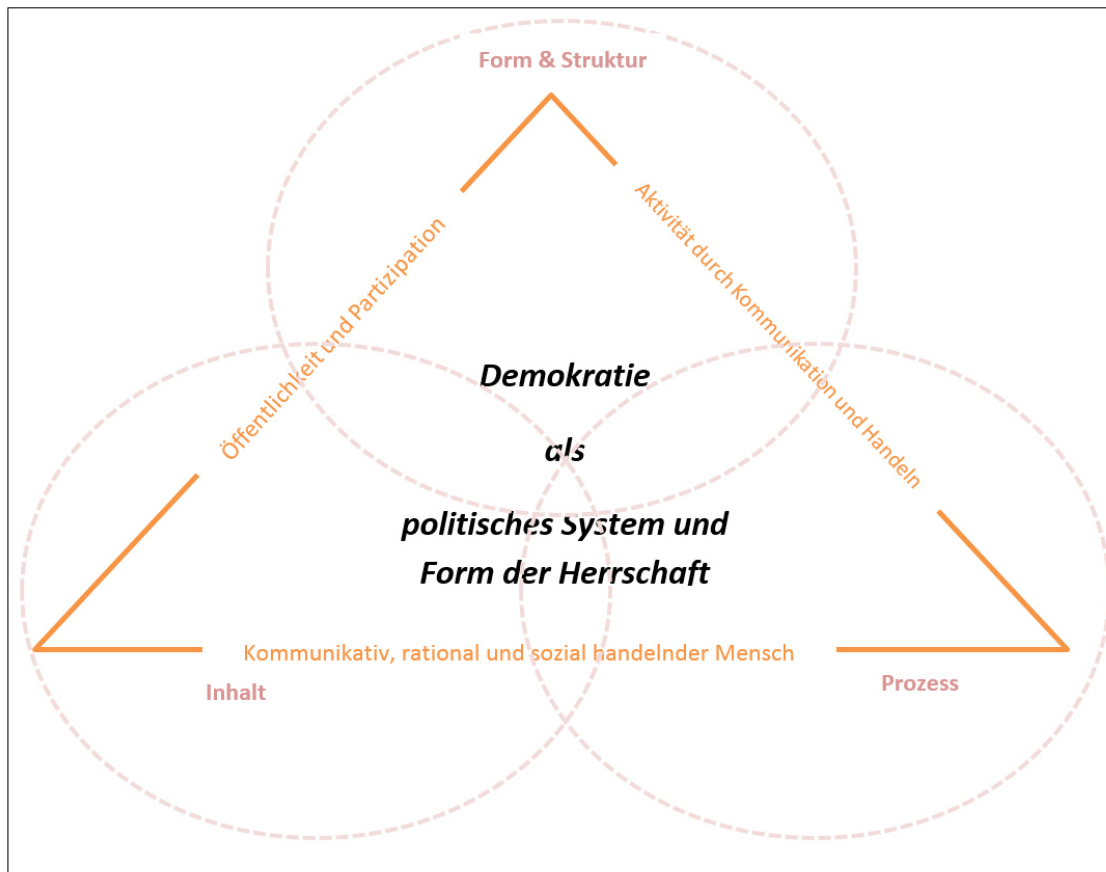 Form & Struktur
Öffentlichkeit und Partizipation
Aktivität durch Kommunikation und Handeln
Demokratie
als
politisches System und
Form der Herrschaft
Kommunikativ, rational und sozial handelnder Mensch
Inhalt
Prozess